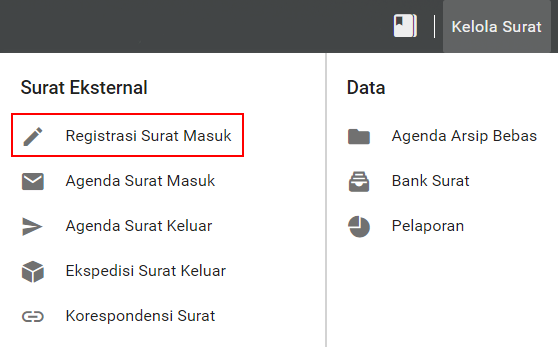 Kelola Surat
Surat Eksternal
Registrasi Surat Masuk
Agenda Surat Masuk
Agenda Surat Keluar
Ekspedisi Surat Keluar
Korespondensi Surat
Data
Agenda Arsip Bebas
Bank Surat
Pelaporan